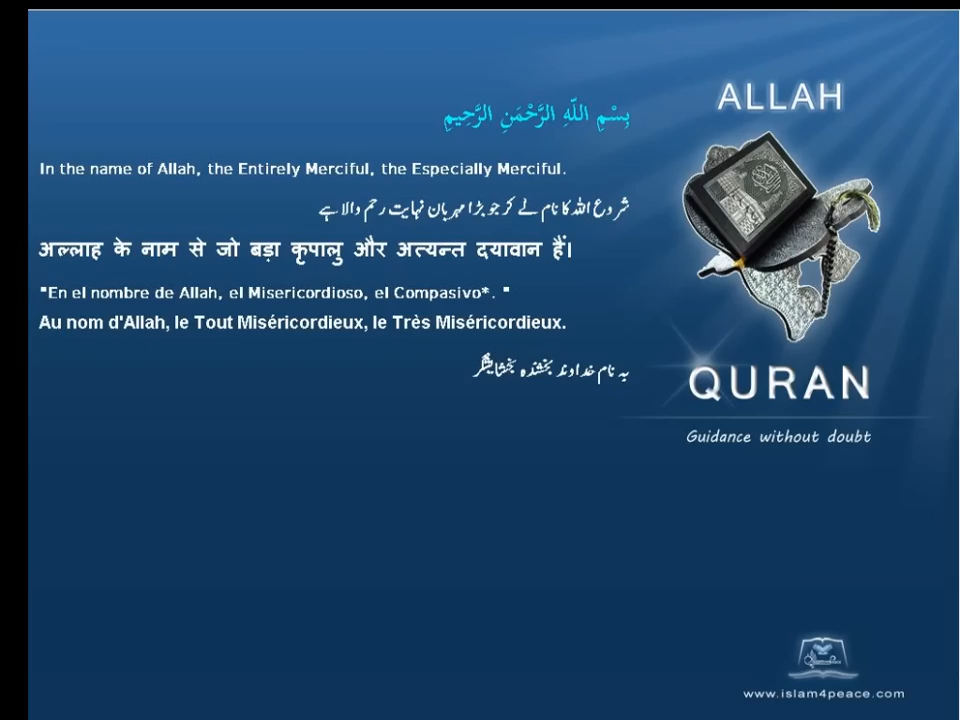 بِسْمِ اللَّهِ الرَّحْمَنِ الرَّحِيمِ
In the name of Allah, the Entirely Merciful, the Especially Merciful.
شروع الله کا نام لے کر جو بڑا مہربان نہایت رحم والا ہے
अल्लाह के नाम से जो बड़ा कृपालु और अत्यन्त दयावान हैं।
"En el nombre de Allah, el Misericordioso, el Compasivo*. "
Au nom d'Allah, le Tout Miséricordieux, le Très Miséricordieux.
به نام خداوند بخشنده بخشایشگر
ALLAH
QURAN
Guidance without doubt
www.islam4peace.com